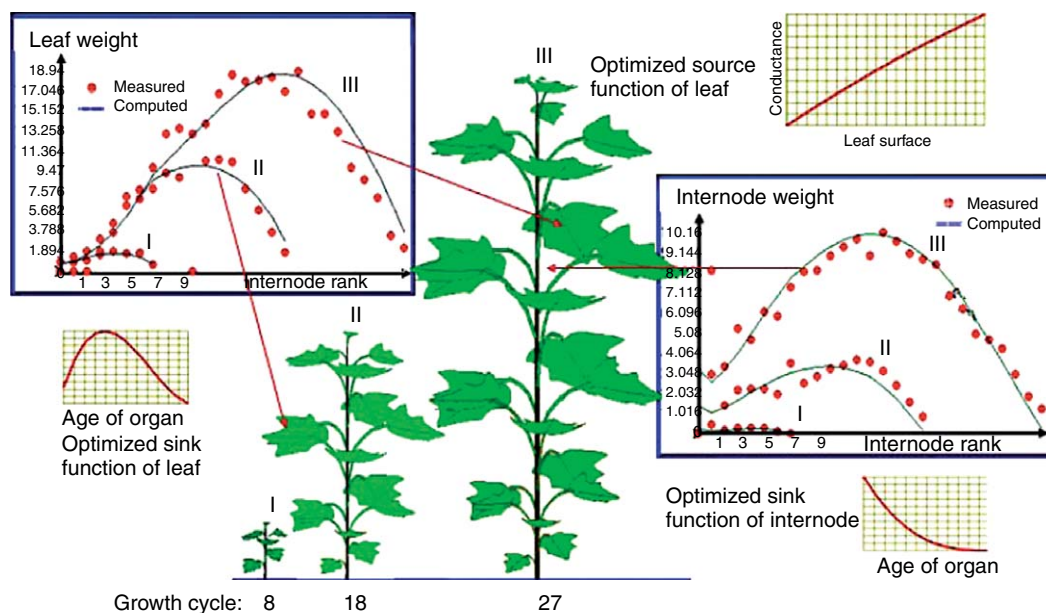 Leaf weight
18.94
17.046
15.152
13.258
11.364
9.47
7.576
5.682
3.788
1.894
0
Measured
Computed
III
II
I
1 3 5 7 9
Internode rank
III
Optimized source
function of leaf
Conductance
Leaf surface
Internode weight
10.16
9.144
8.128
7.112
6.096
5.08
4.064
3.048
2.032
1.016
0
Measured
Computed
III
II
I
1 3 5 7 9
Internode rank
Age of organ
Optimized sink
function of leaf
II
I
Optimized sink
function of internode
Age of organ
Growth cycle: 8 18 27